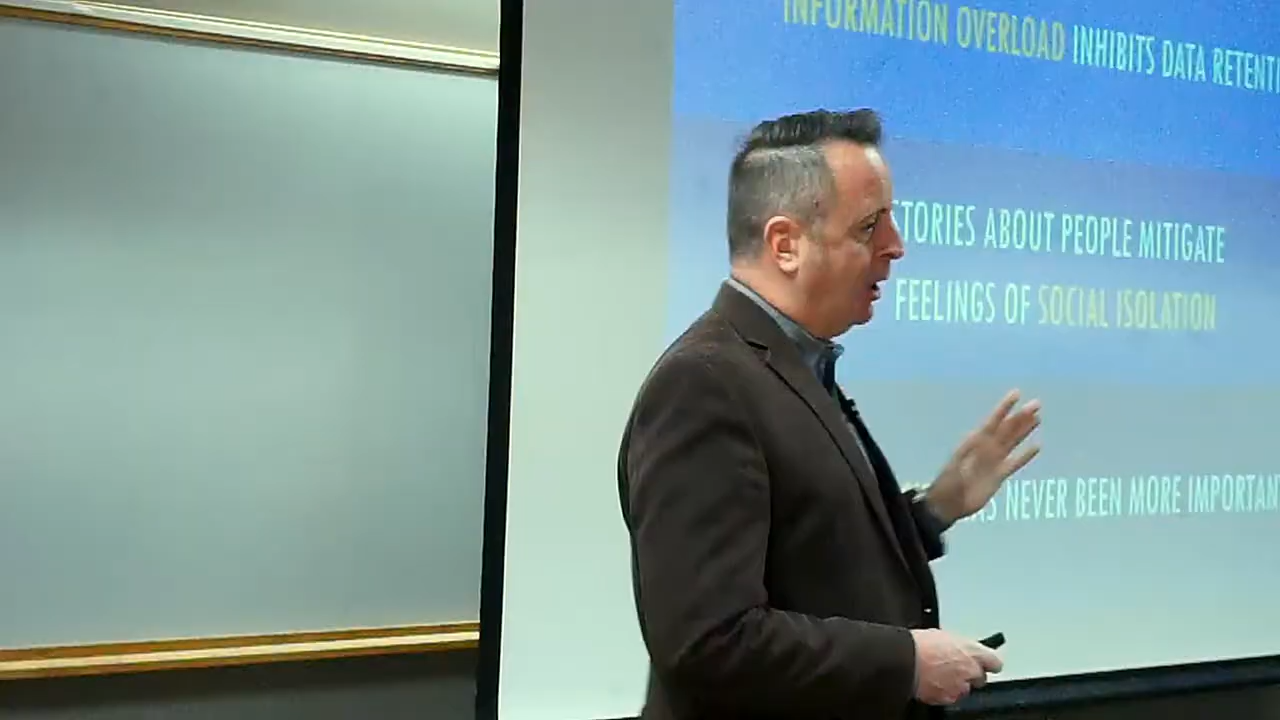 INFORMATION OVERLOAD INHIBITS DATA RETENTI
STORIES ABOUT PEOPLE MITIGATE
FEELINGS OF SOCIAL ISOLATION
NEVER BEEN MORE IMPORTANT